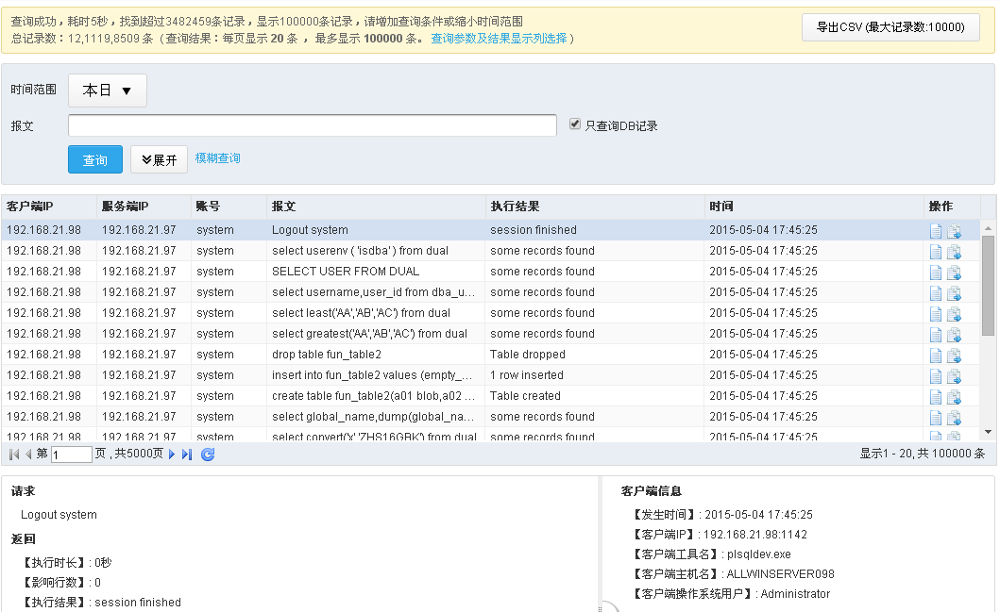 查询成功，耗时5秒，找到超过3482459条记录，显示100000条记录，请增加查询条件或缩小时间范围
总记录数：12,1119,8509 条（查询结果：每页显示 20 条 ，最多显示 100000 条。 查询参数及结果显示列选择）
导出CSV (最大记录数:10000)
时间范围 本日 ▼
报文 只查询DB记录
查询 展开 模糊查询
客户端IP 服务端IP 账号 报文 执行结果 时间 操作
192.168.21.98 192.168.21.97 system Logout system session finished 2015-05-04 17:45:25
192.168.21.98 192.168.21.97 system select userenv ( 'isdba' ) from dual some records found 2015-05-04 17:45:25
192.168.21.98 192.168.21.97 system SELECT USER FROM DUAL some records found 2015-05-04 17:45:25
192.168.21.98 192.168.21.97 system select username,user_id from dba_u... some records found 2015-05-04 17:45:25
192.168.21.98 192.168.21.97 system select least('AA','AB','AC') from dual some records found 2015-05-04 17:45:25
192.168.21.98 192.168.21.97 system select greatest('AA','AB','AC') from dual some records found 2015-05-04 17:45:25
192.168.21.98 192.168.21.97 system drop table fun_table2 Table dropped 2015-05-04 17:45:25
192.168.21.98 192.168.21.97 system insert into fun_table2 values (empty_... 1 row inserted 2015-05-04 17:45:25
192.168.21.98 192.168.21.97 system create table fun_table2(a01 blob,a02 ... Table created 2015-05-04 17:45:25
192.168.21.98 192.168.21.97 system select global_name,dump(global_na... some records found 2015-05-04 17:45:25
192.168.21.98 192.168.21.97 system select convert('x','ZHS16GBK') from dual some records found 2015-05-04 17:45:25
第 1 页 , 共5000页 显示1 - 20, 共 100000 条
请求
Logout system
返回
【执行时长】: 0秒
【影响行数】: 0
【执行结果】: session finished
客户端信息
【发生时间】: 2015-05-04 17:45:25
【客户端IP】: 192.168.21.98:1142
【客户端工具名】: plsqldev.exe
【客户端主机名】: ALLWINSERVER098
【客户端操作系统用户】: Administrator